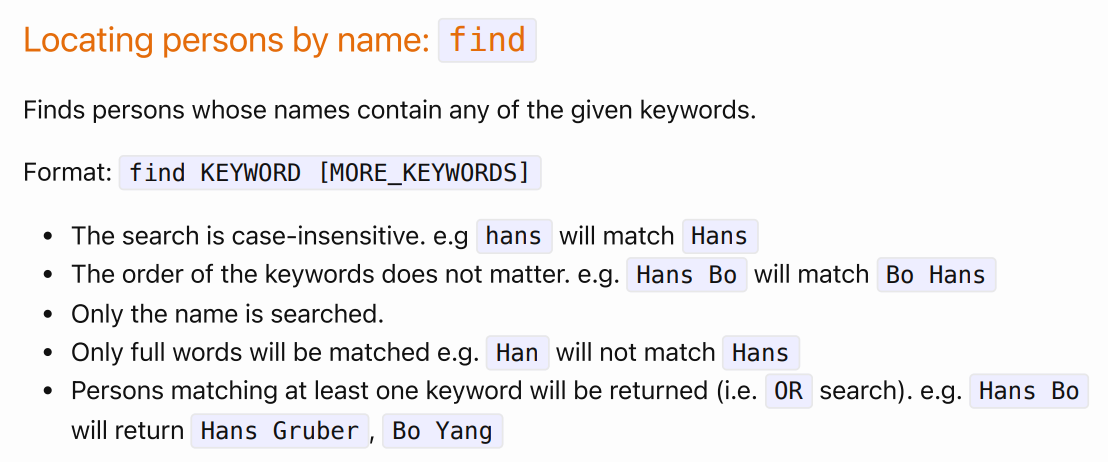 Locating persons by name: find
Finds persons whose names contain any of the given keywords.
Format: find KEYWORD [MORE_KEYWORDS]
• The search is case-insensitive. e.g hans will match Hans
• The order of the keywords does not matter. e.g. Hans Bo will match Bo Hans
• Only the name is searched.
• Only full words will be matched e.g. Han will not match Hans
• Persons matching at least one keyword will be returned (i.e. OR search). e.g. Hans Bo
will return Hans Gruber, Bo Yang